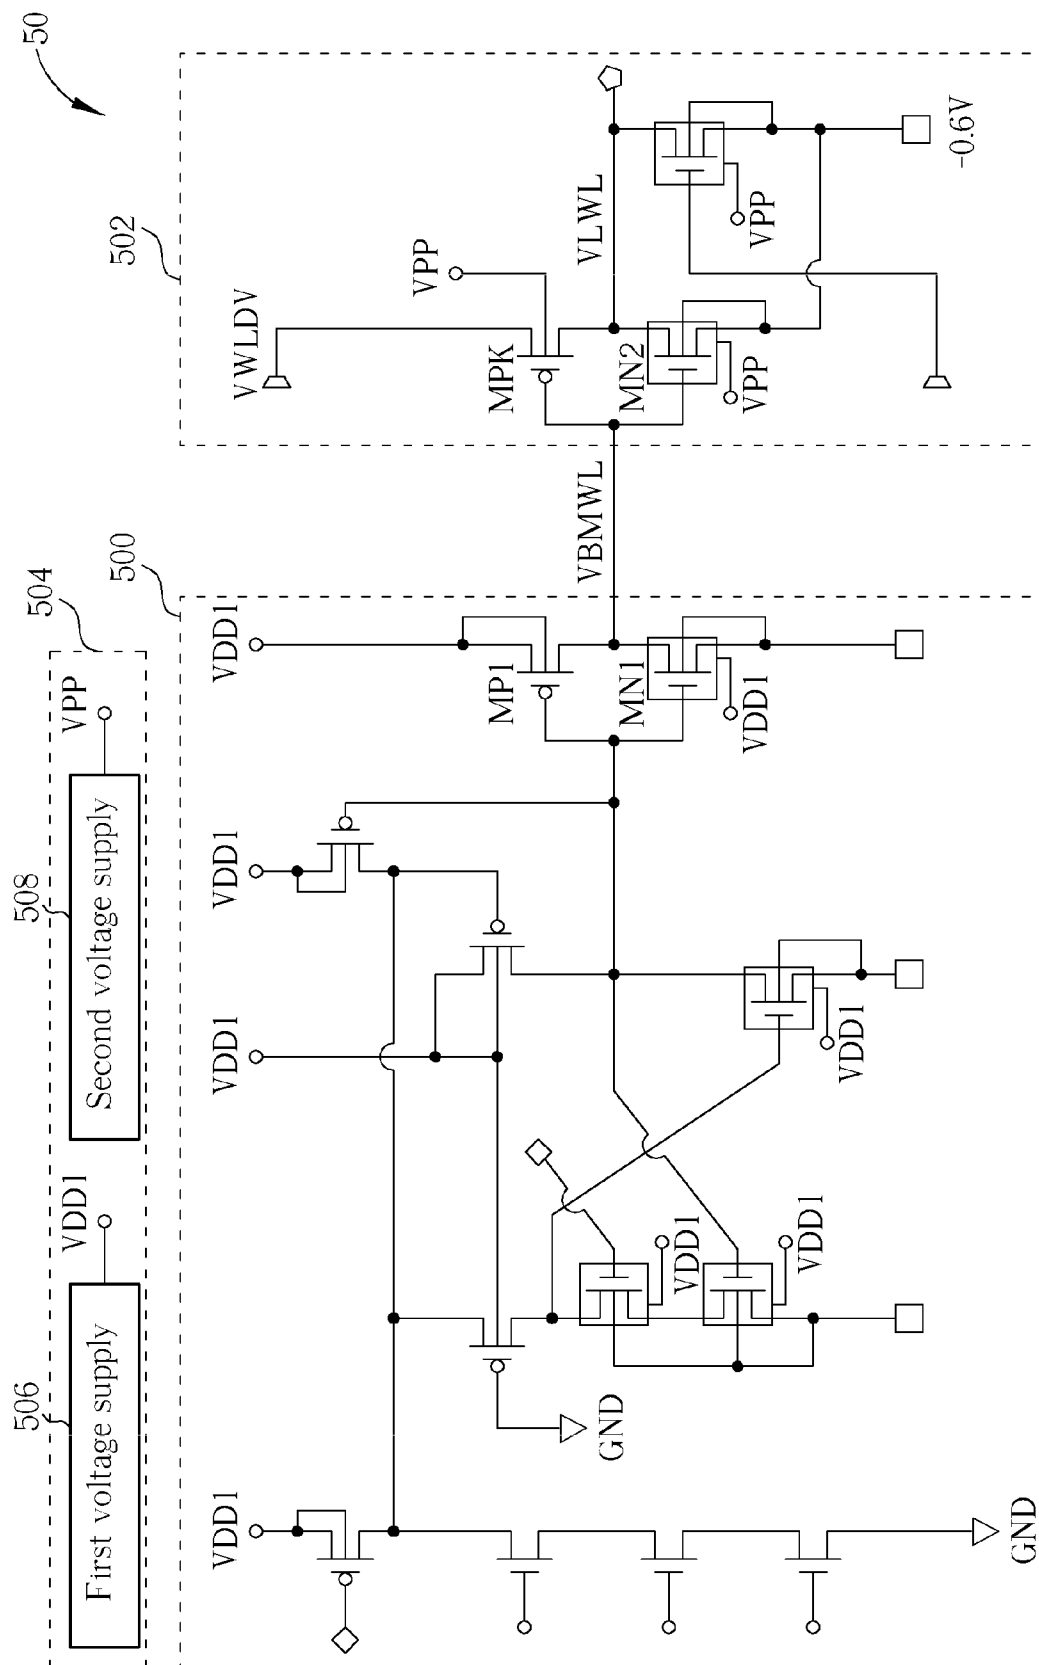 50
504
506
First voltage supply
VDD1
508
Second voltage supply
VPP
500
VDD1
GND
GND
VDD1
VDD1
VDD1
VDD1
VDD1
VDD1
MP1
MN1
VDD1
VBMWL
502
VWLDV
VPP
MPK
MN2
VPP
VLWL
VPP
-0.6V